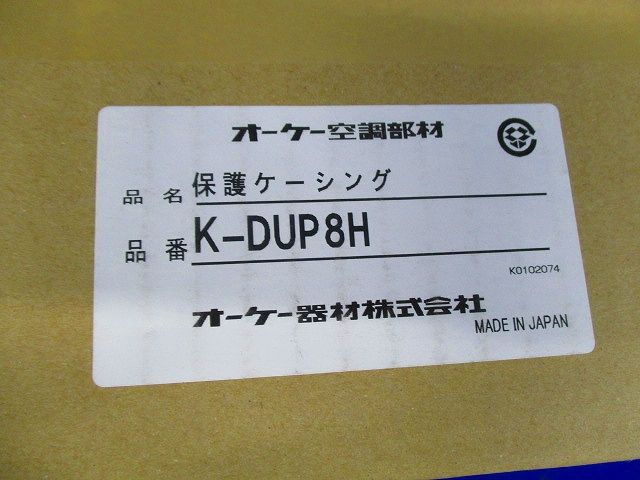 オーケー空調部材
品名 保護ケーシング
品番 K-DUP8H
K0102074
オーケー器材株式会社
MADE IN JAPAN